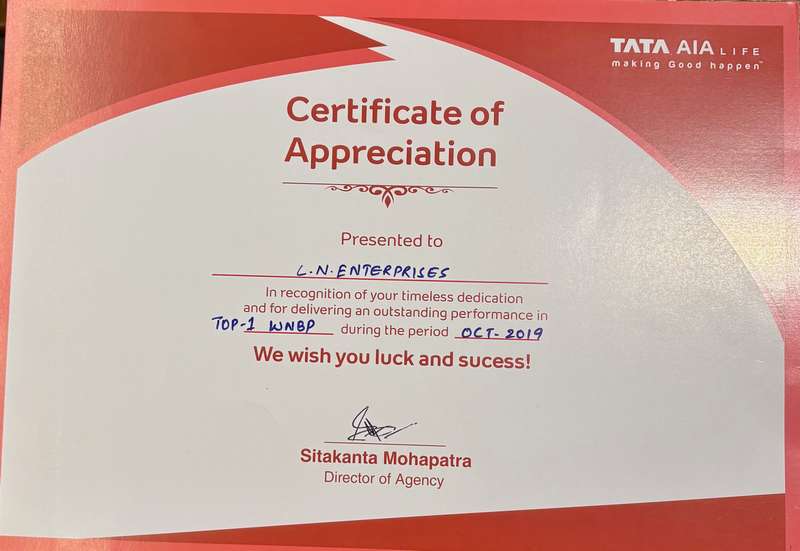 TATA AIA LIFE
making Good happen™
Certificate of
Appreciation
Presented to
L.N. ENTERPRISES
In recognition of your timeless dedication
and for delivering an outstanding performance in
TOP-1 WNBP during the period OCT-2019
We wish you luck and sucess!
Sitakanta Mohapatra
Director of Agency